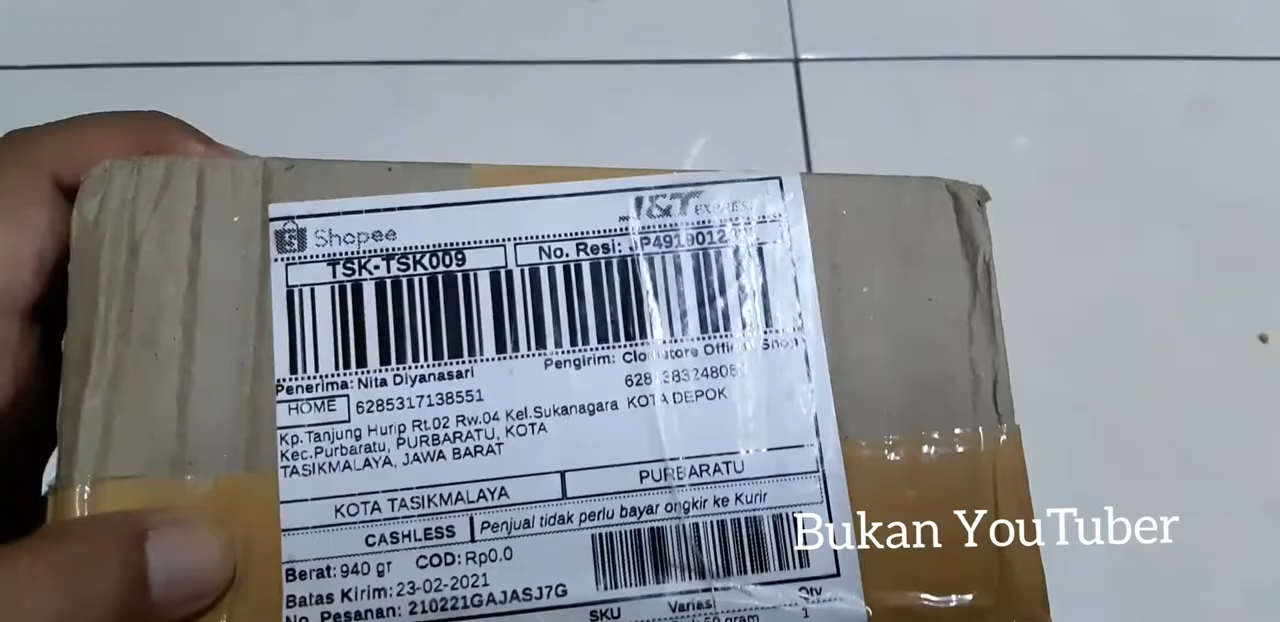 J&T EXPRESS
Shopee
TSK-TSK009
No. Resi:
Penerima: Nita Diyanasari
Pengirim:
HOME 6285317138551
KOTA DEPOK
Kp.Tanjung Hurip Rt.02 Rw.04 Kel.Sukanagara
Kec.Purbaratu, PURBARATU, KOTA
TASIKMALAYA, JAWA BARAT
KOTA TASIKMALAYA
PURBARATU
CASHLESS
Penjual tidak perlu bayar ongkir ke Kurir
Berat: 940 gr COD: Rp0.0
Batas Kirim: 23-02-2021
No. Pesanan: 210221GAJASJ7G
SKU
Varias
Qty
50 gram
1
Bukan YouTuber